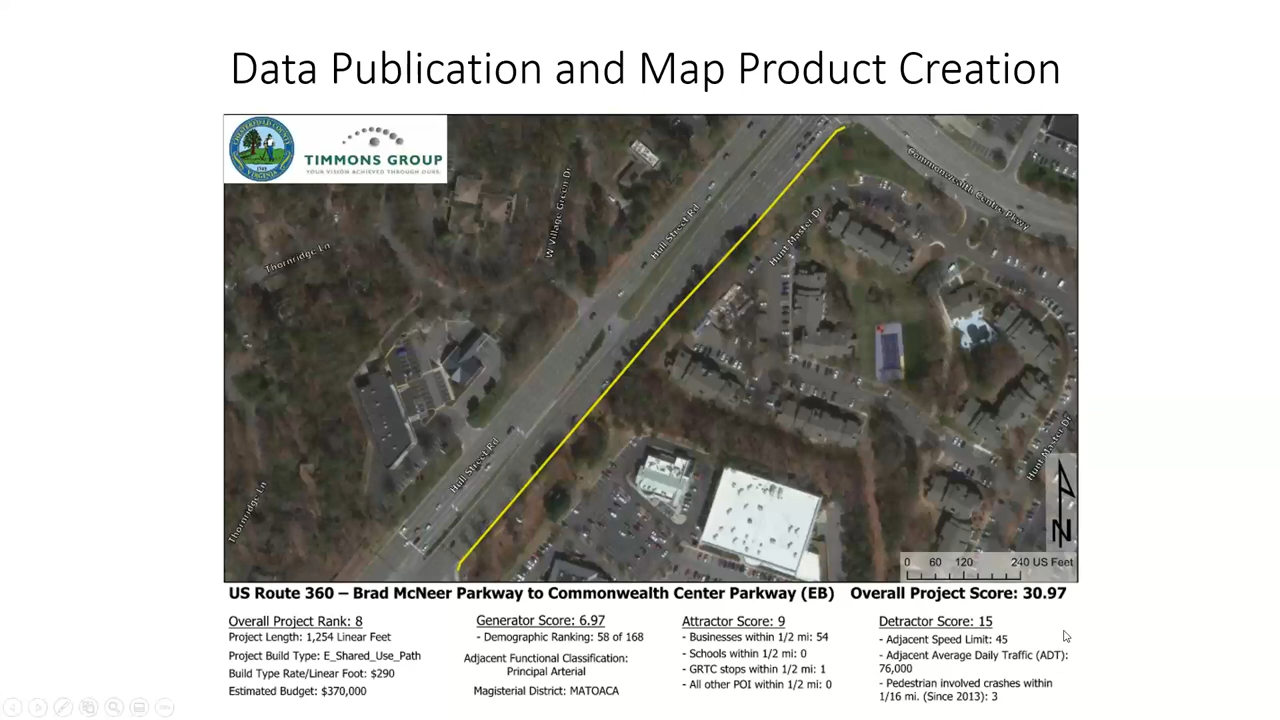 Data Publication and Map Product Creation
TIMMONS GROUP
YOUR VISION ACHIEVED THROUGH OURS.
VIRGINIA
Commonwealth Centre Pkwy
W Village Green Dr
Hull Street Rd
Hunt Master Dr
Thornridge Ln
Hull Street Rd
Hunt Master Dr
Thornridge Ln
N
0 60 120 240 US Feet
US Route 360 – Brad McNeer Parkway to Commonwealth Center Parkway (EB) Overall Project Score: 30.97
Overall Project Rank: 8
Project Length: 1,254 Linear Feet
Project Build Type: E_Shared_Use_Path
Build Type Rate/Linear Foot: $290
Estimated Budget: $370,000
Generator Score: 6.97
- Demographic Ranking: 58 of 168
Adjacent Functional Classification:
Principal Arterial
Magisterial District: MATOACA
Attractor Score: 9
- Businesses within 1/2 mi: 54
- Schools within 1/2 mi: 0
- GRTC stops within 1/2 mi: 1
- All other POI within 1/2 mi: 0
Detractor Score: 15
- Adjacent Speed Limit: 45
- Adjacent Average Daily Traffic (ADT):
76,000
- Pedestrian involved crashes within
1/16 mi. (Since 2013): 3